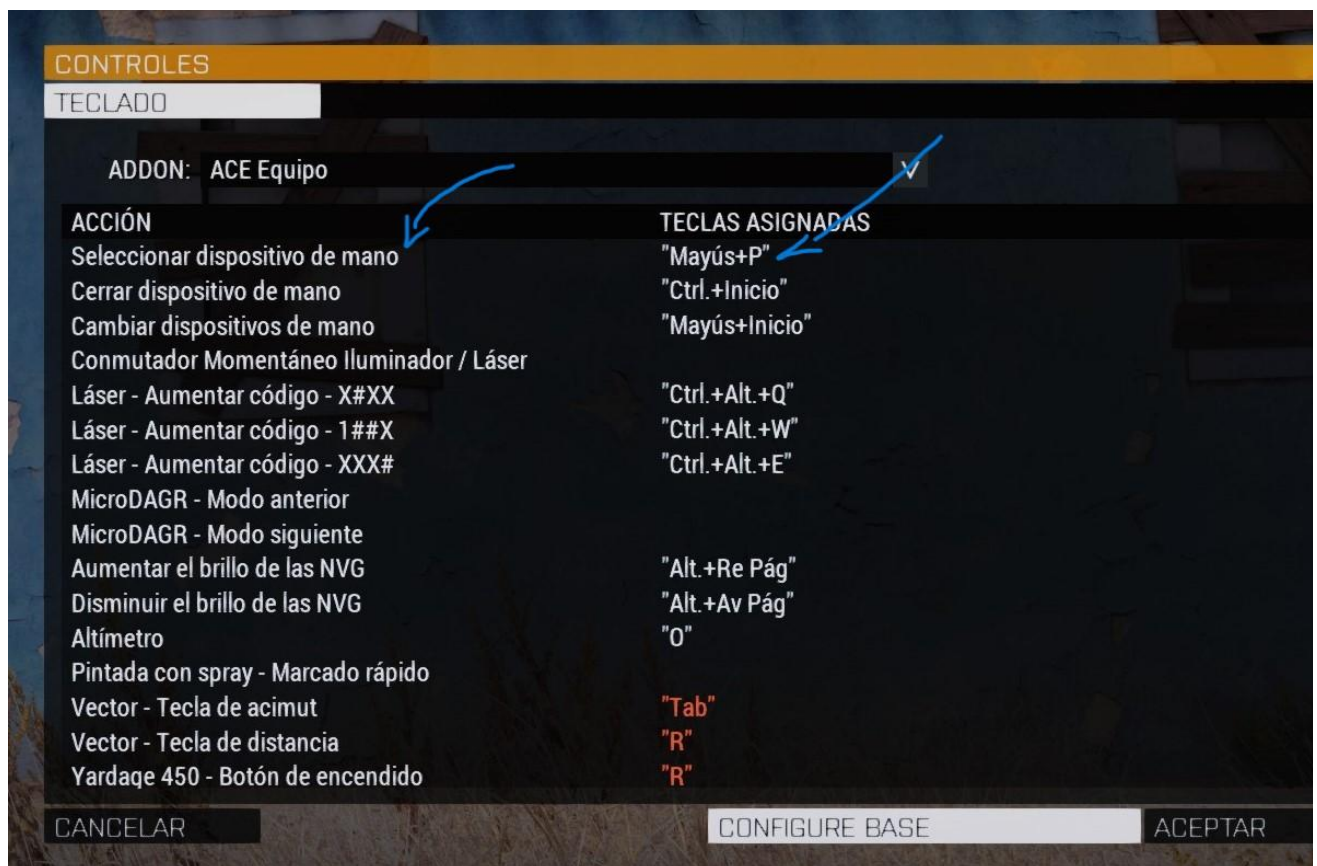 CONTROLES
TECLADO
ADDON: ACE Equipo
ACCIÓN TECLAS ASIGNADAS
Seleccionar dispositivo de mano "Mayús+P"
Cerrar dispositivo de mano "Ctrl.+Inicio"
Cambiar dispositivos de mano "Mayús+Inicio"
Conmutador Momentáneo Iluminador / Láser
Láser - Aumentar código - X#XX "Ctrl.+Alt.+Q"
Láser - Aumentar código - 1##X "Ctrl.+Alt.+W"
Láser - Aumentar código - XXX# "Ctrl.+Alt.+E"
MicroDAGR - Modo anterior
MicroDAGR - Modo siguiente
Aumentar el brillo de las NVG "Alt.+Re Pág"
Disminuir el brillo de las NVG "Alt.+Av Pág"
Altímetro "O"
Pintada con spray - Marcado rápido
Vector - Tecla de acimut "Tab"
Vector - Tecla de distancia "R"
Yardage 450 - Botón de encendido "R"
CANCELAR CONFIGURE BASE ACEPTAR